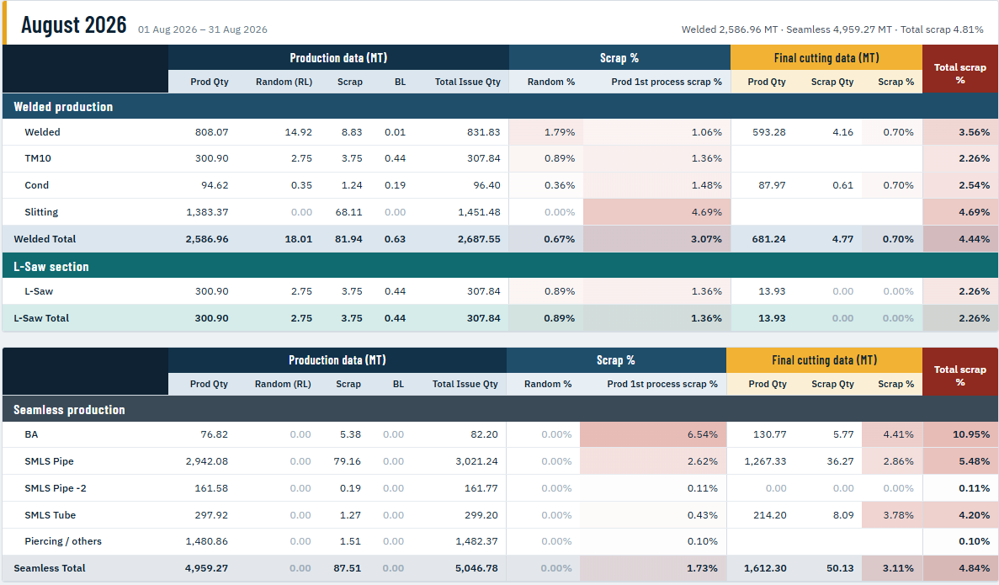 August 2026 01 Aug 2026 – 31 Aug 2026 Welded 2,586.96 MT · Seamless 4,959.27 MT · Total scrap 4.81%
Production data (MT) Scrap % Final cutting data (MT) Total scrap %
Prod Qty Random (RL) Scrap BL Total Issue Qty Random % Prod 1st process scrap % Prod Qty Scrap Qty Scrap %
Welded production
Welded 808.07 14.92 8.83 0.01 831.83 1.79% 1.06% 593.28 4.16 0.70% 3.56%
TM10 300.90 2.75 3.75 0.44 307.84 0.89% 1.36% 2.26%
Cond 94.62 0.35 1.24 0.19 96.40 0.36% 1.48% 87.97 0.61 0.70% 2.54%
Slitting 1,383.37 0.00 68.11 0.00 1,451.48 0.00% 4.69% 4.69%
Welded Total 2,586.96 18.01 81.94 0.63 2,687.55 0.67% 3.07% 681.24 4.77 0.70% 4.44%
L-Saw section
L-Saw 300.90 2.75 3.75 0.44 307.84 0.89% 1.36% 13.93 0.00 0.00% 2.26%
L-Saw Total 300.90 2.75 3.75 0.44 307.84 0.89% 1.36% 13.93 0.00 0.00% 2.26%
Production data (MT) Scrap % Final cutting data (MT) Total scrap %
Prod Qty Random (RL) Scrap BL Total Issue Qty Random % Prod 1st process scrap % Prod Qty Scrap Qty Scrap %
Seamless production
BA 76.82 0.00 5.38 0.00 82.20 0.00% 6.54% 130.77 5.77 4.41% 10.95%
SMLS Pipe 2,942.08 0.00 79.16 0.00 3,021.24 0.00% 2.62% 1,267.33 36.27 2.86% 5.48%
SMLS Pipe -2 161.58 0.00 0.19 0.00 161.77 0.00% 0.11% 0.00 0.00 0.00% 0.11%
SMLS Tube 297.92 0.00 1.27 0.00 299.20 0.00% 0.43% 214.20 8.09 3.78% 4.20%
Piercing / others 1,480.86 0.00 1.51 0.00 1,482.37 0.00% 0.10% 0.10%
Seamless Total 4,959.27 0.00 87.51 0.00 5,046.78 0.00% 1.73% 1,612.30 50.13 3.11% 4.84%